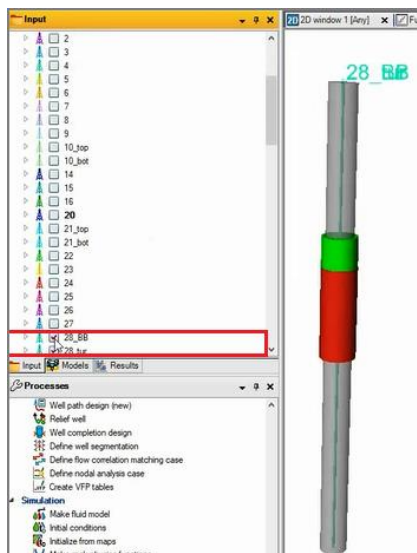 Input
2D 2D window 1 [Any]
2
3
4
5
6
7
8
9
10_top
10_bot
14
15
16
20
21_top
21_bot
22
23
24
25
26
27
28_BB
28_tur
28_BB
Input Models Results
Processes
Well path design (new)
Relief well
Well completion design
Define well segmentation
Define flow correlation matching case
Define nodal analysis case
Create VFP tables
Simulation
Make fluid model
Initial conditions
Initialize from maps